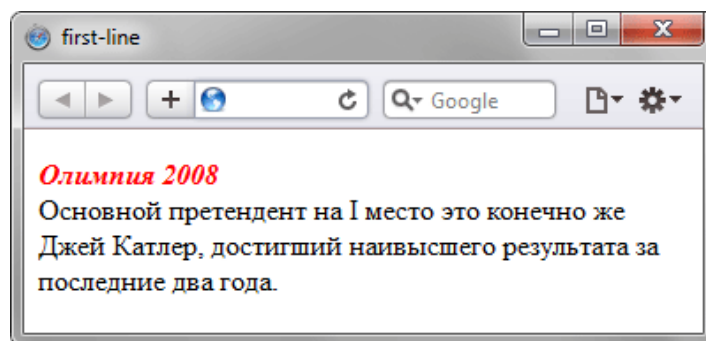 first-line
Google
Олимпия 2008
Основной претендент на I место это конечно же
Джей Катлер, достигший наивысшего результата за
последние два года.